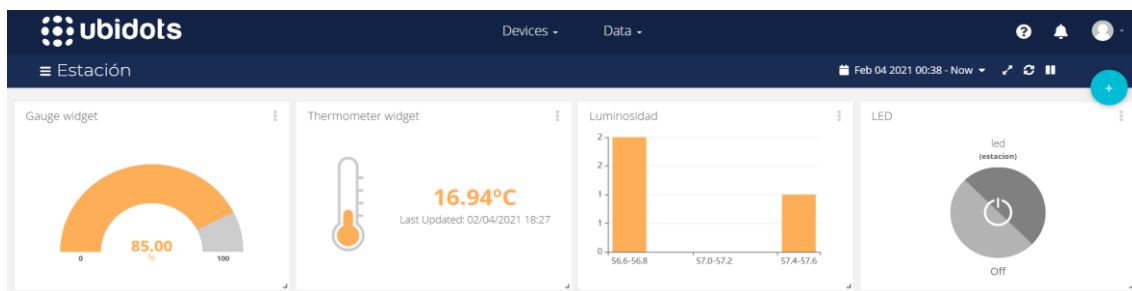 ubidots
Devices
Data
?
Estación
Feb 04 2021 00:38 - Now
+
Gauge widget
85.00
%
0
100
Thermometer widget
16.94°C
Last Updated: 02/04/2021 18:27
Luminosidad
2
2
1
1
0
56.6-56.8
57.0-57.2
57.4-57.6
LED
led
(estacion)
Off